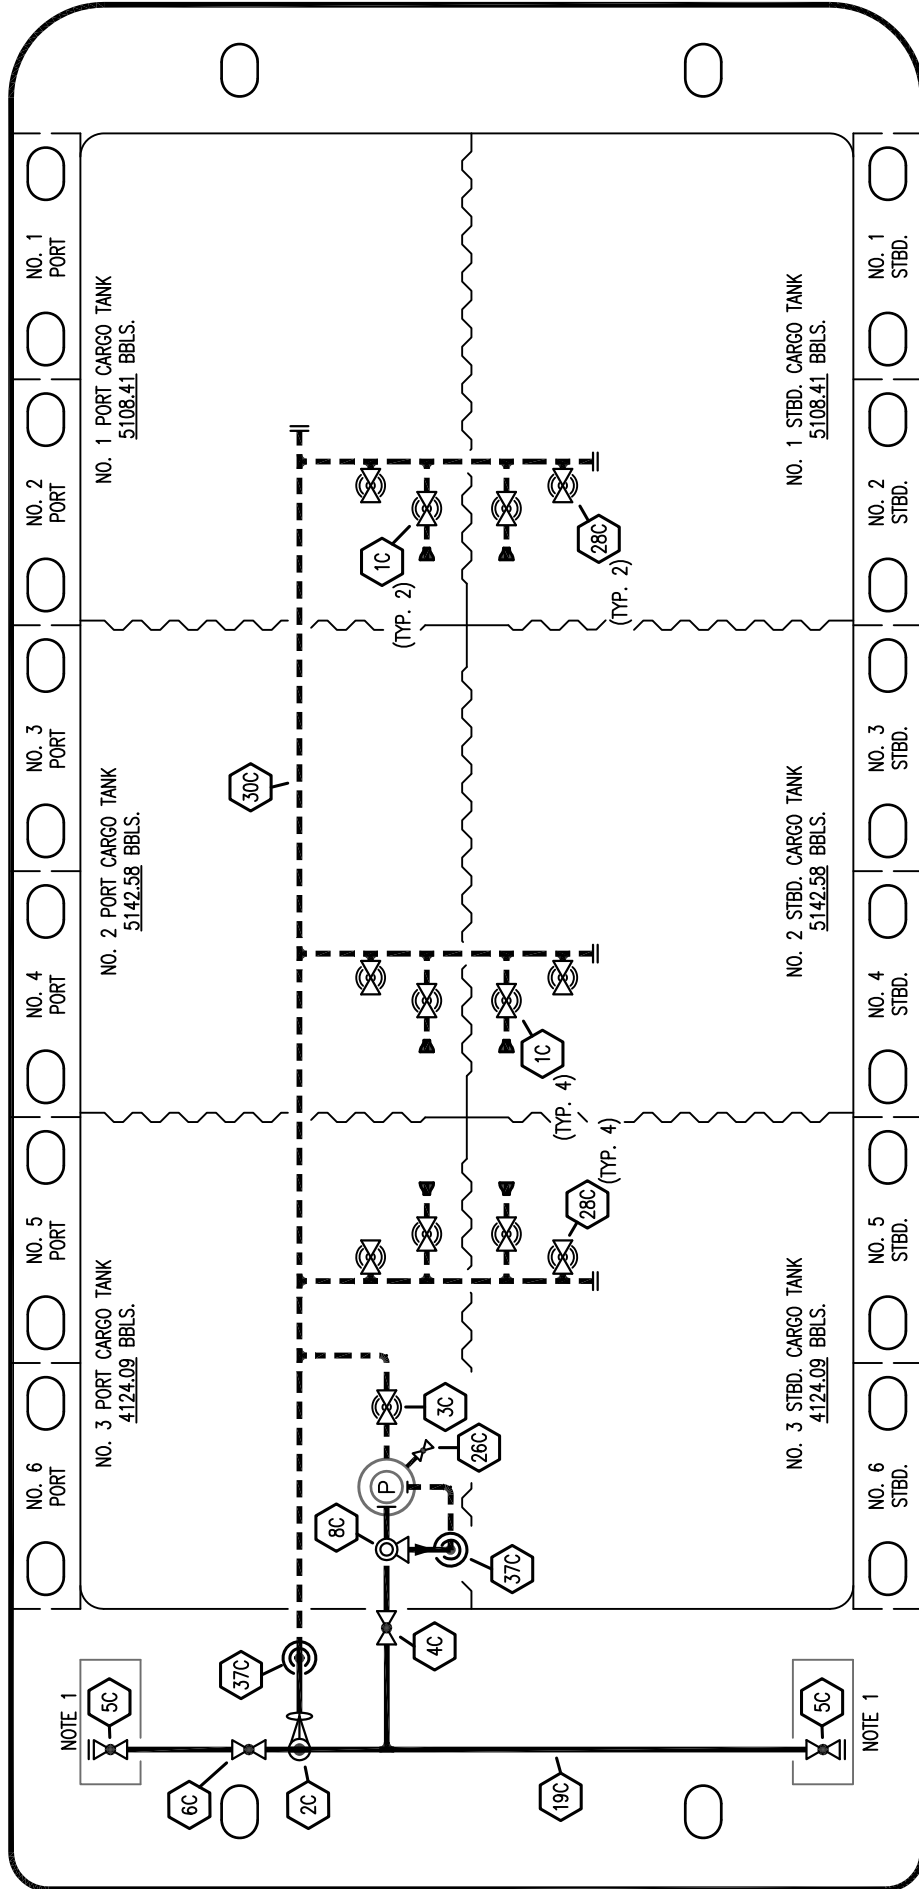 NO. 1
PORT
NO. 2
PORT
NO. 3
PORT
NO. 4
PORT
NO. 5
PORT
NO. 6
PORT
NO. 1 PORT CARGO TANK
5108.41 BBLS.
NO. 2 PORT CARGO TANK
5142.58 BBLS.
NO. 3 PORT CARGO TANK
4124.09 BBLS.
NO. 1 STBD. CARGO TANK
5108.41 BBLS.
NO. 2 STBD. CARGO TANK
5142.58 BBLS.
NO. 3 STBD. CARGO TANK
4124.09 BBLS.
NO. 1
STBD.
NO. 2
STBD.
NO. 3
STBD.
NO. 4
STBD.
NO. 5
STBD.
NO. 6
STBD.
1C
(TYP. 2)
28C
(TYP. 2)
30C
1C
(TYP. 4)
28C
(TYP. 4)
3C
26C
P
8C
37C
4C
37C
NOTE 1
5C
6C
2C
19C
5C
NOTE 1